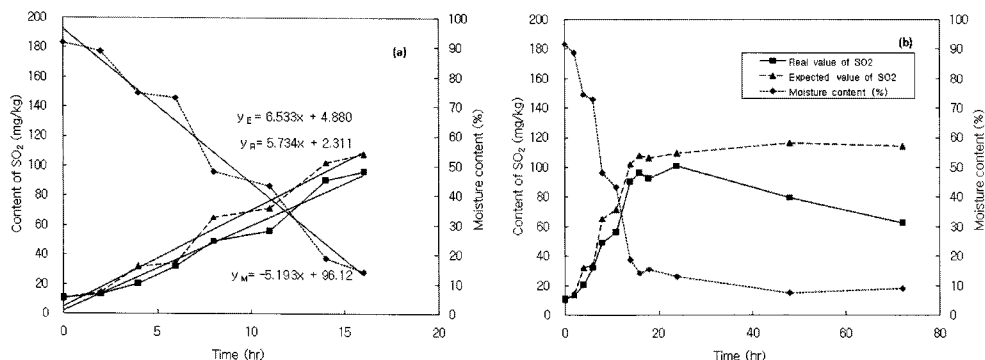 (a)
Content of SO2 (mg/kg)
200
180
160
140
120
100
80
60
40
20
0
y E = 6.533x + 4.880
y R = 5.734x + 2.311
y M = -5.193x + 96.12
100
90
80
70
60
50
40
30
20
10
0
Moisture content (%)
0 5 10 15 20
Time (hr)
(b)
Content of SO2 (mg/kg)
200
180
160
140
120
100
80
60
40
20
0
Real value of SO2
Expected value of SO2
Moisture content (%)
100
90
80
70
60
50
40
30
20
10
0
Moisture content (%)
0 20 40 60 80
Time (hr)